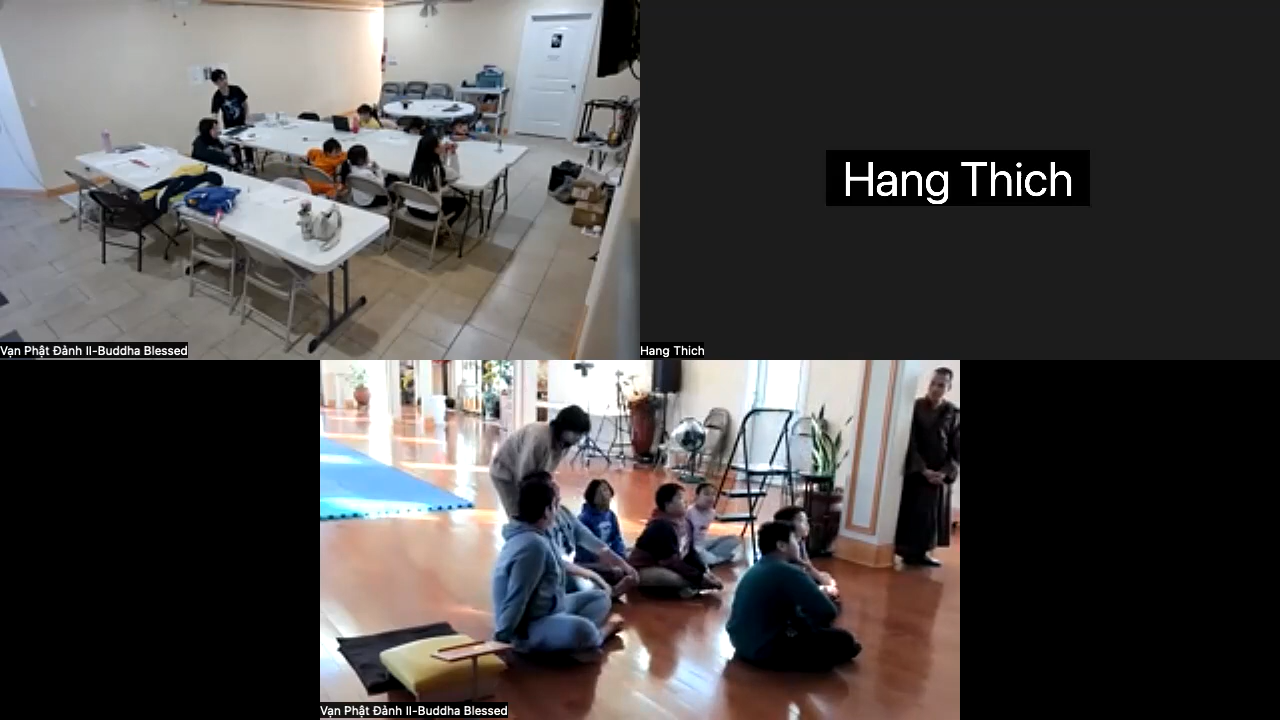 Hang Thich
Vạn Phật Đảnh II-Buddha Blessed
Hang Thich
Vạn Phật Đảnh II-Buddha Blessed